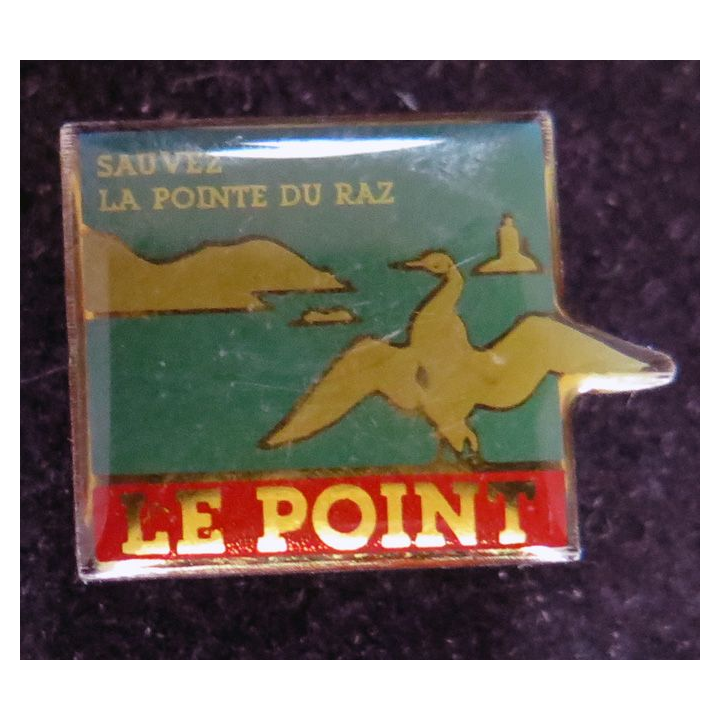 SAUVEZ
LA POINTE DU RAZ
LE POINT